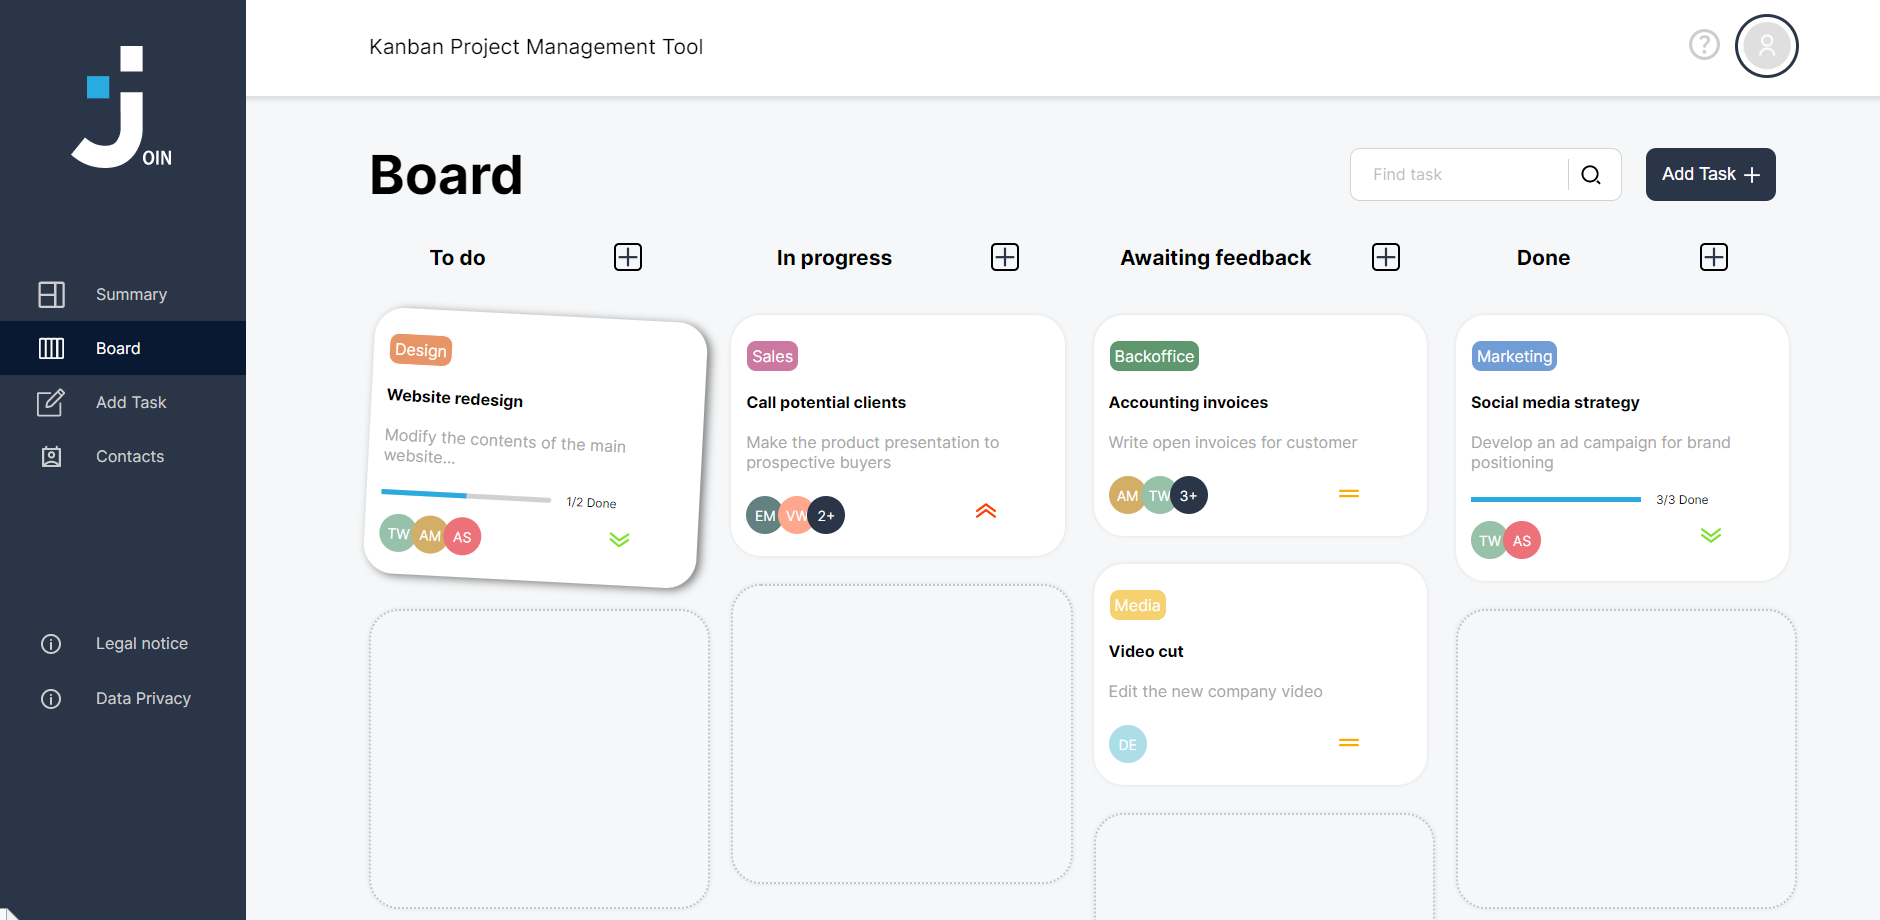 OIN
Summary
Board
Add Task
Contacts
Legal notice
Data Privacy
Kanban Project Management Tool
?
Board
Find task
Add Task +
To do
Design
Website redesign
Modify the contents of the main
website...
1/2 Done
TW AM AS
In progress
Sales
Call potential clients
Make the product presentation to
prospective buyers
EM VW 2+
Awaiting feedback
Backoffice
Accounting invoices
Write open invoices for customer
AM TW 3+
Media
Video cut
Edit the new company video
DE
Done
Marketing
Social media strategy
Develop an ad campaign for brand
positioning
3/3 Done
TW AS